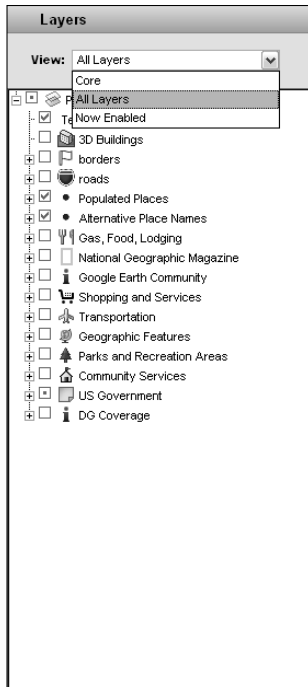 Layers
View: All Layers
Core
All Layers
Now Enabled
3D Buildings
borders
roads
Populated Places
Alternative Place Names
Gas, Food, Lodging
National Geographic Magazine
Google Earth Community
Shopping and Services
Transportation
Geographic Features
Parks and Recreation Areas
Community Services
US Government
DG Coverage